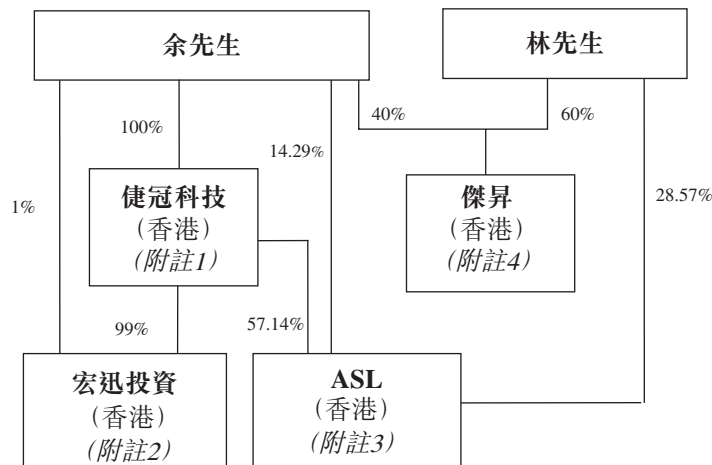 余先生
林先生
100%
40%
60%
14.29%
1%
倢冠科技
(香港)
(附註1)
傑昇
(香港)
(附註4)
28.57%
99%
57.14%
宏迅投資
(香港)
(附註2)
ASL
(香港)
(附註3)